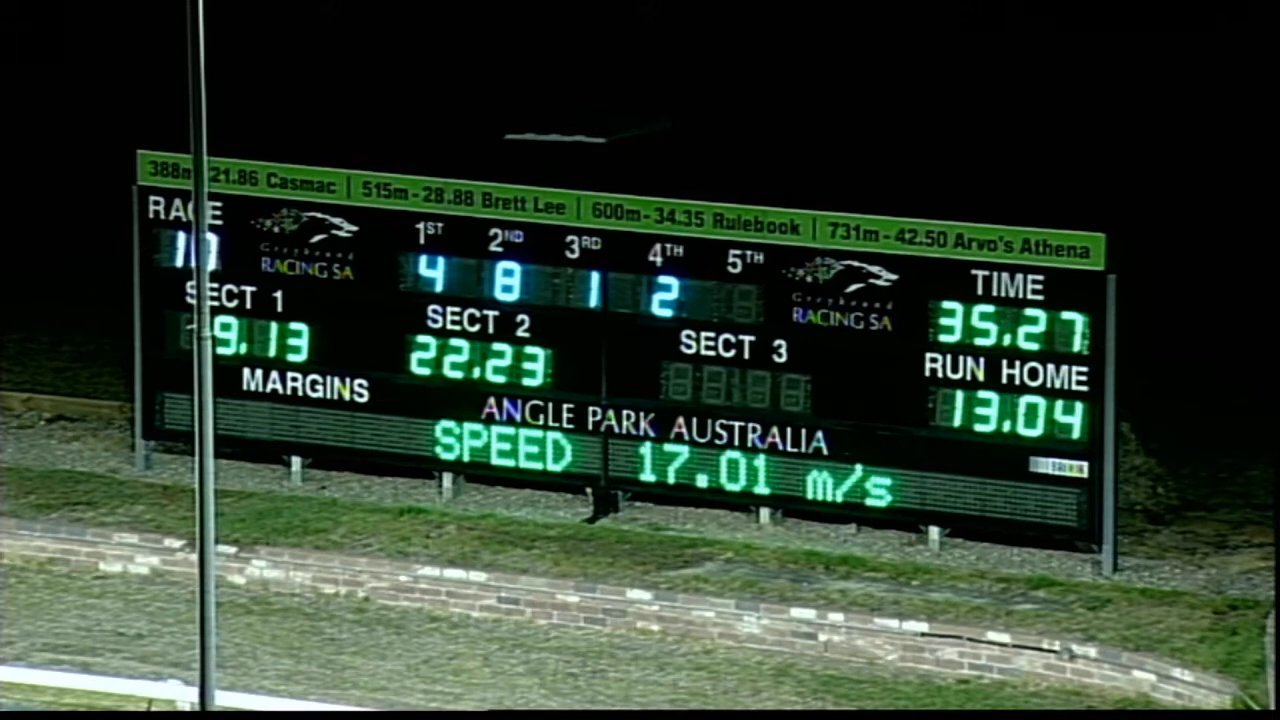 388m-21.86 Casmac | 515m-28.88 Brett Lee | 600m-34.35 Rulebook | 731m-42.50 Arvo's Athena
RACE 1ST 2ND 3RD 4TH 5TH TIME
Greyhound RACING SA
4 8 1 2
Greyhound RACING SA
35.27
SECT 1 SECT 2 SECT 3 RUN HOME
9.13 22.23 13.04
MARGINS ANGLE PARK AUSTRALIA
SPEED 17.01 m/s